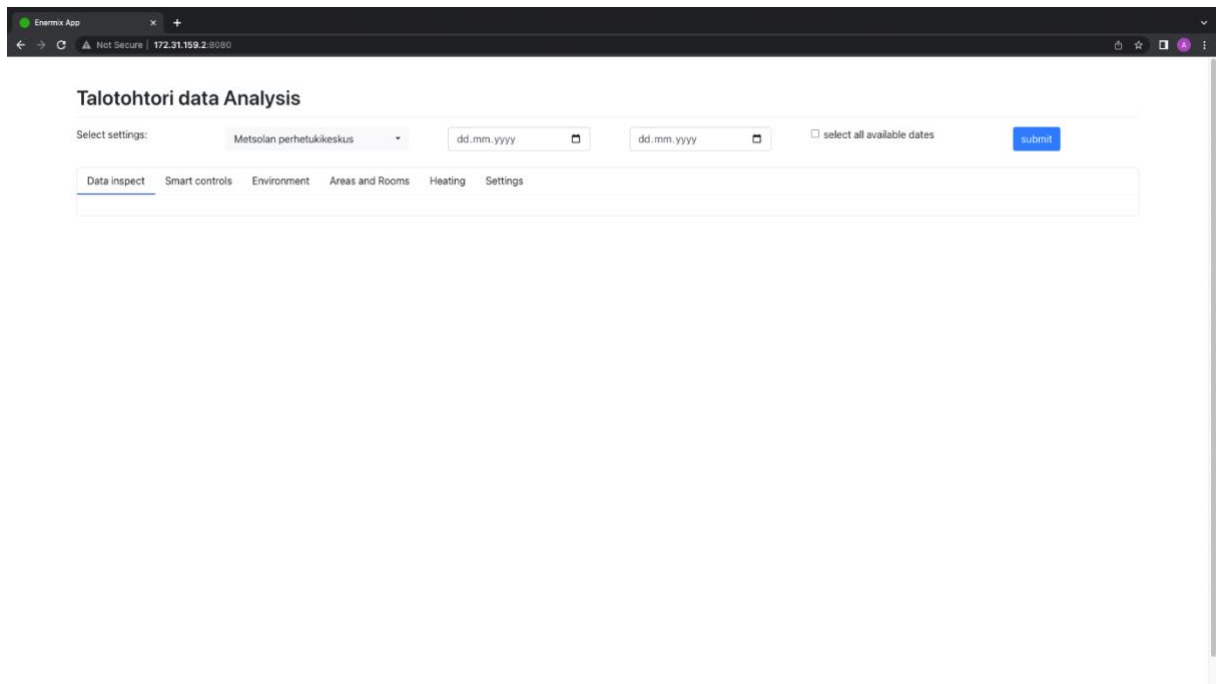 Enermix App
Not Secure | 172.31.159.2:8080
A
Talotohtori data Analysis
Select settings: Metsolan perhetukikeskus dd.mm.yyyy dd.mm.yyyy select all available dates submit
Data inspect Smart controls Environment Areas and Rooms Heating Settings